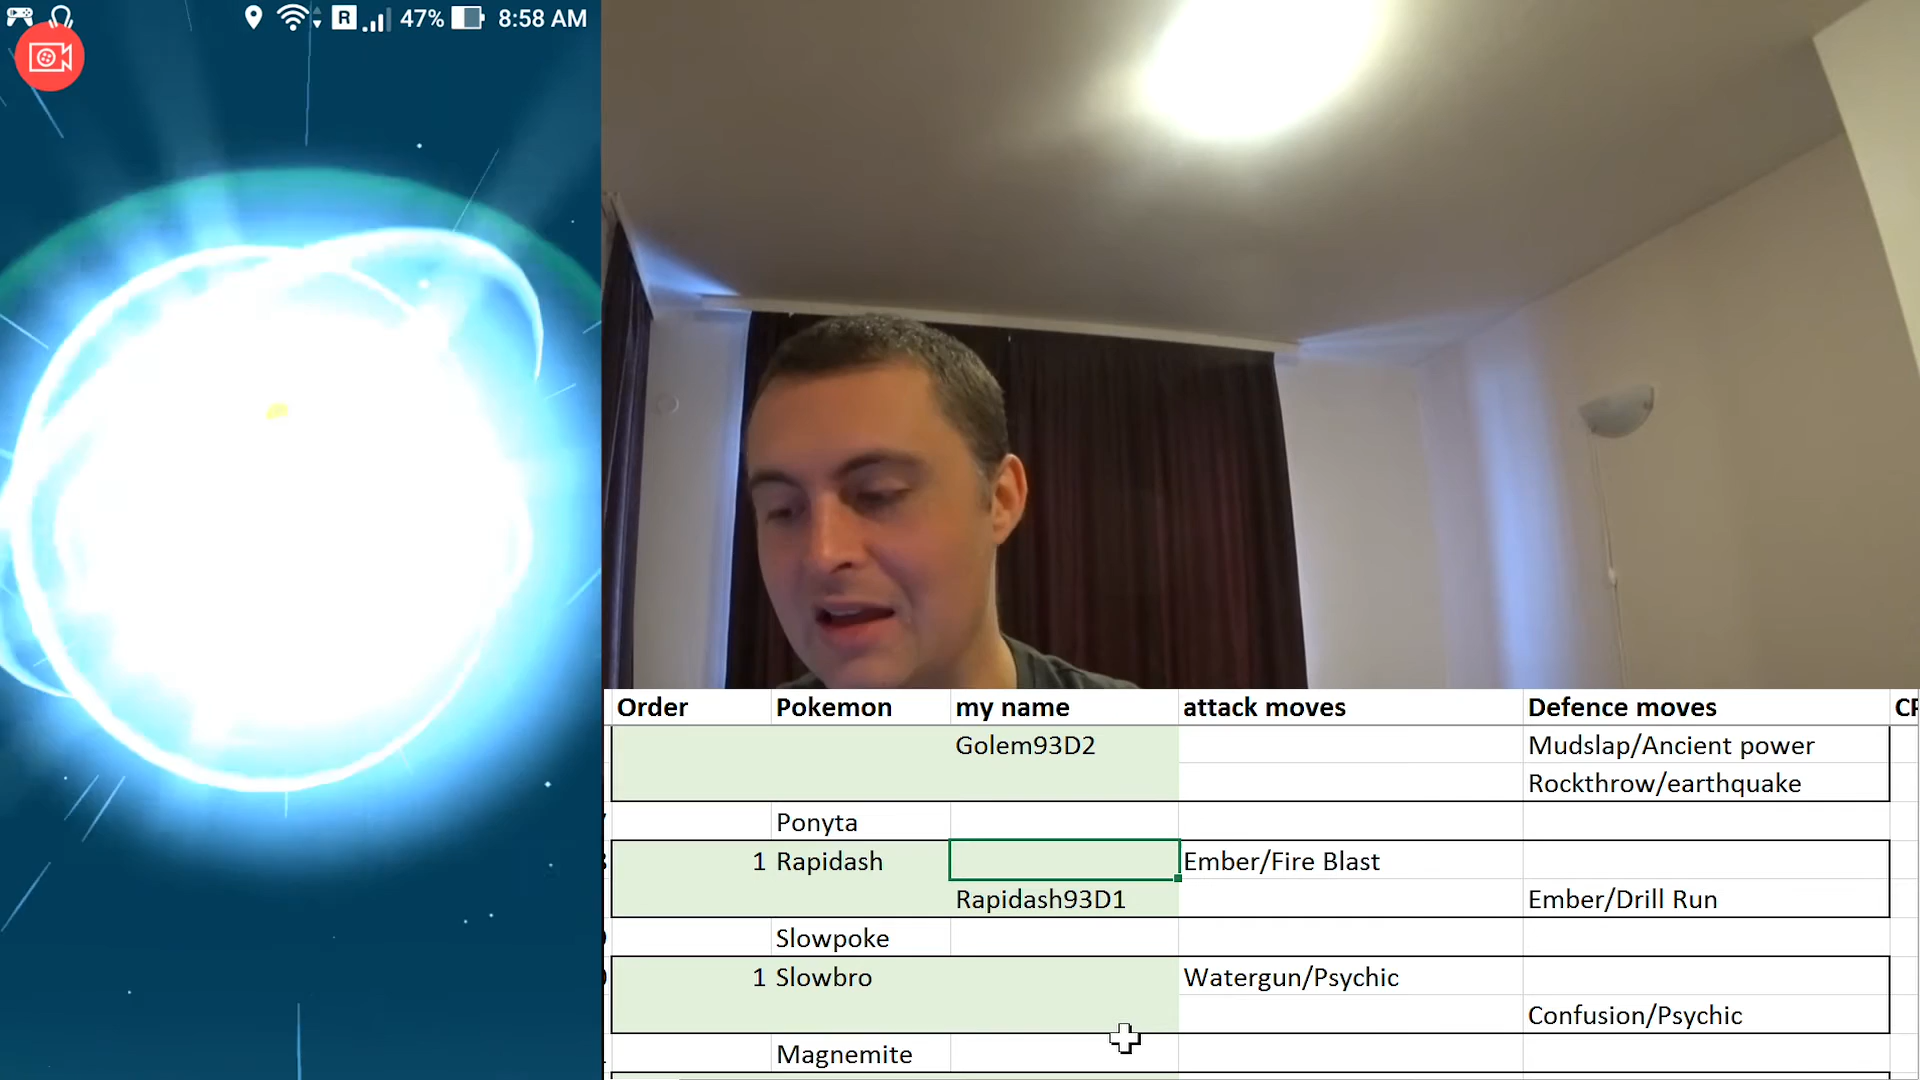 R 47% 8:58 AM
Order Pokemon my name attack moves Defence moves
Golem93D2 Mudslap/Ancient power
Rockthrow/earthquake
Ponyta
1 Rapidash Ember/Fire Blast
Rapidash93D1 Ember/Drill Run
Slowpoke
1 Slowbro Watergun/Psychic
Confusion/Psychic
Magnemite